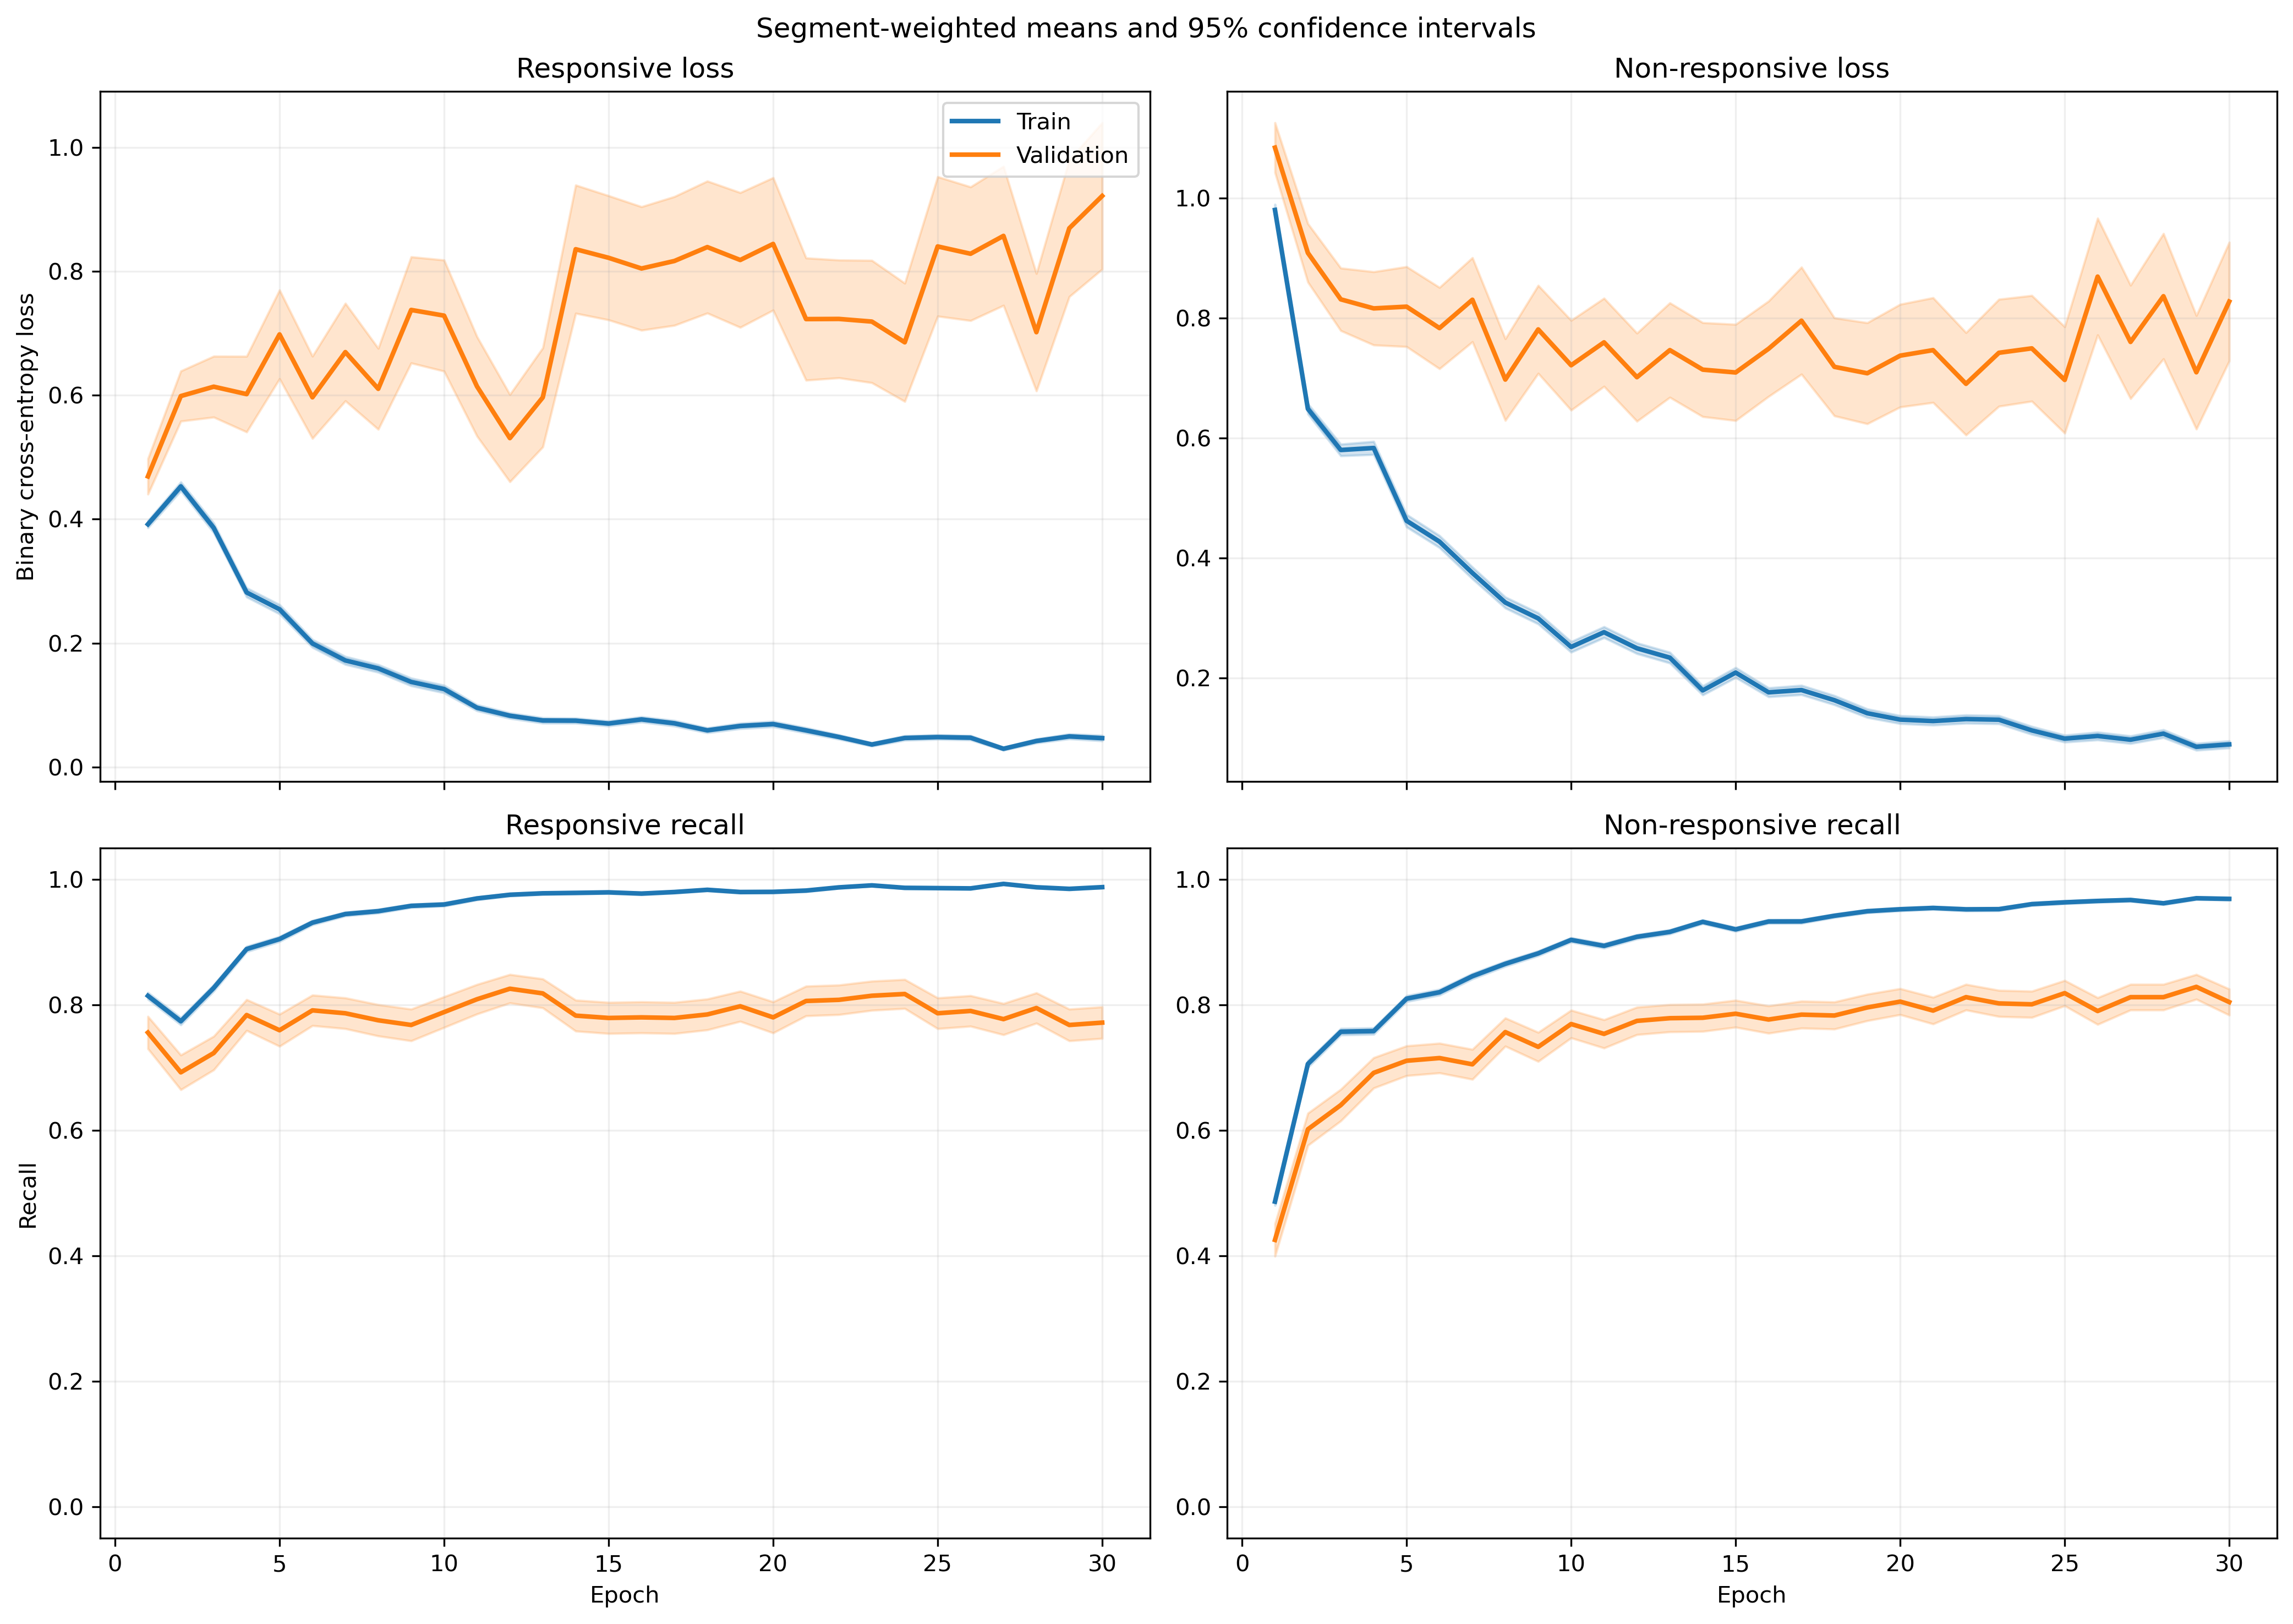 Segment-weighted means and 95% confidence intervals
Responsive loss
Non-responsive loss
Train
Validation
Binary cross-entropy loss
1.0
0.8
0.6
0.4
0.2
0.0
1.0
0.8
0.6
0.4
0.2
Responsive recall
Non-responsive recall
Recall
1.0
0.8
0.6
0.4
0.2
0.0
0 5 10 15 20 25 30
Epoch
1.0
0.8
0.6
0.4
0.2
0.0
0 5 10 15 20 25 30
Epoch